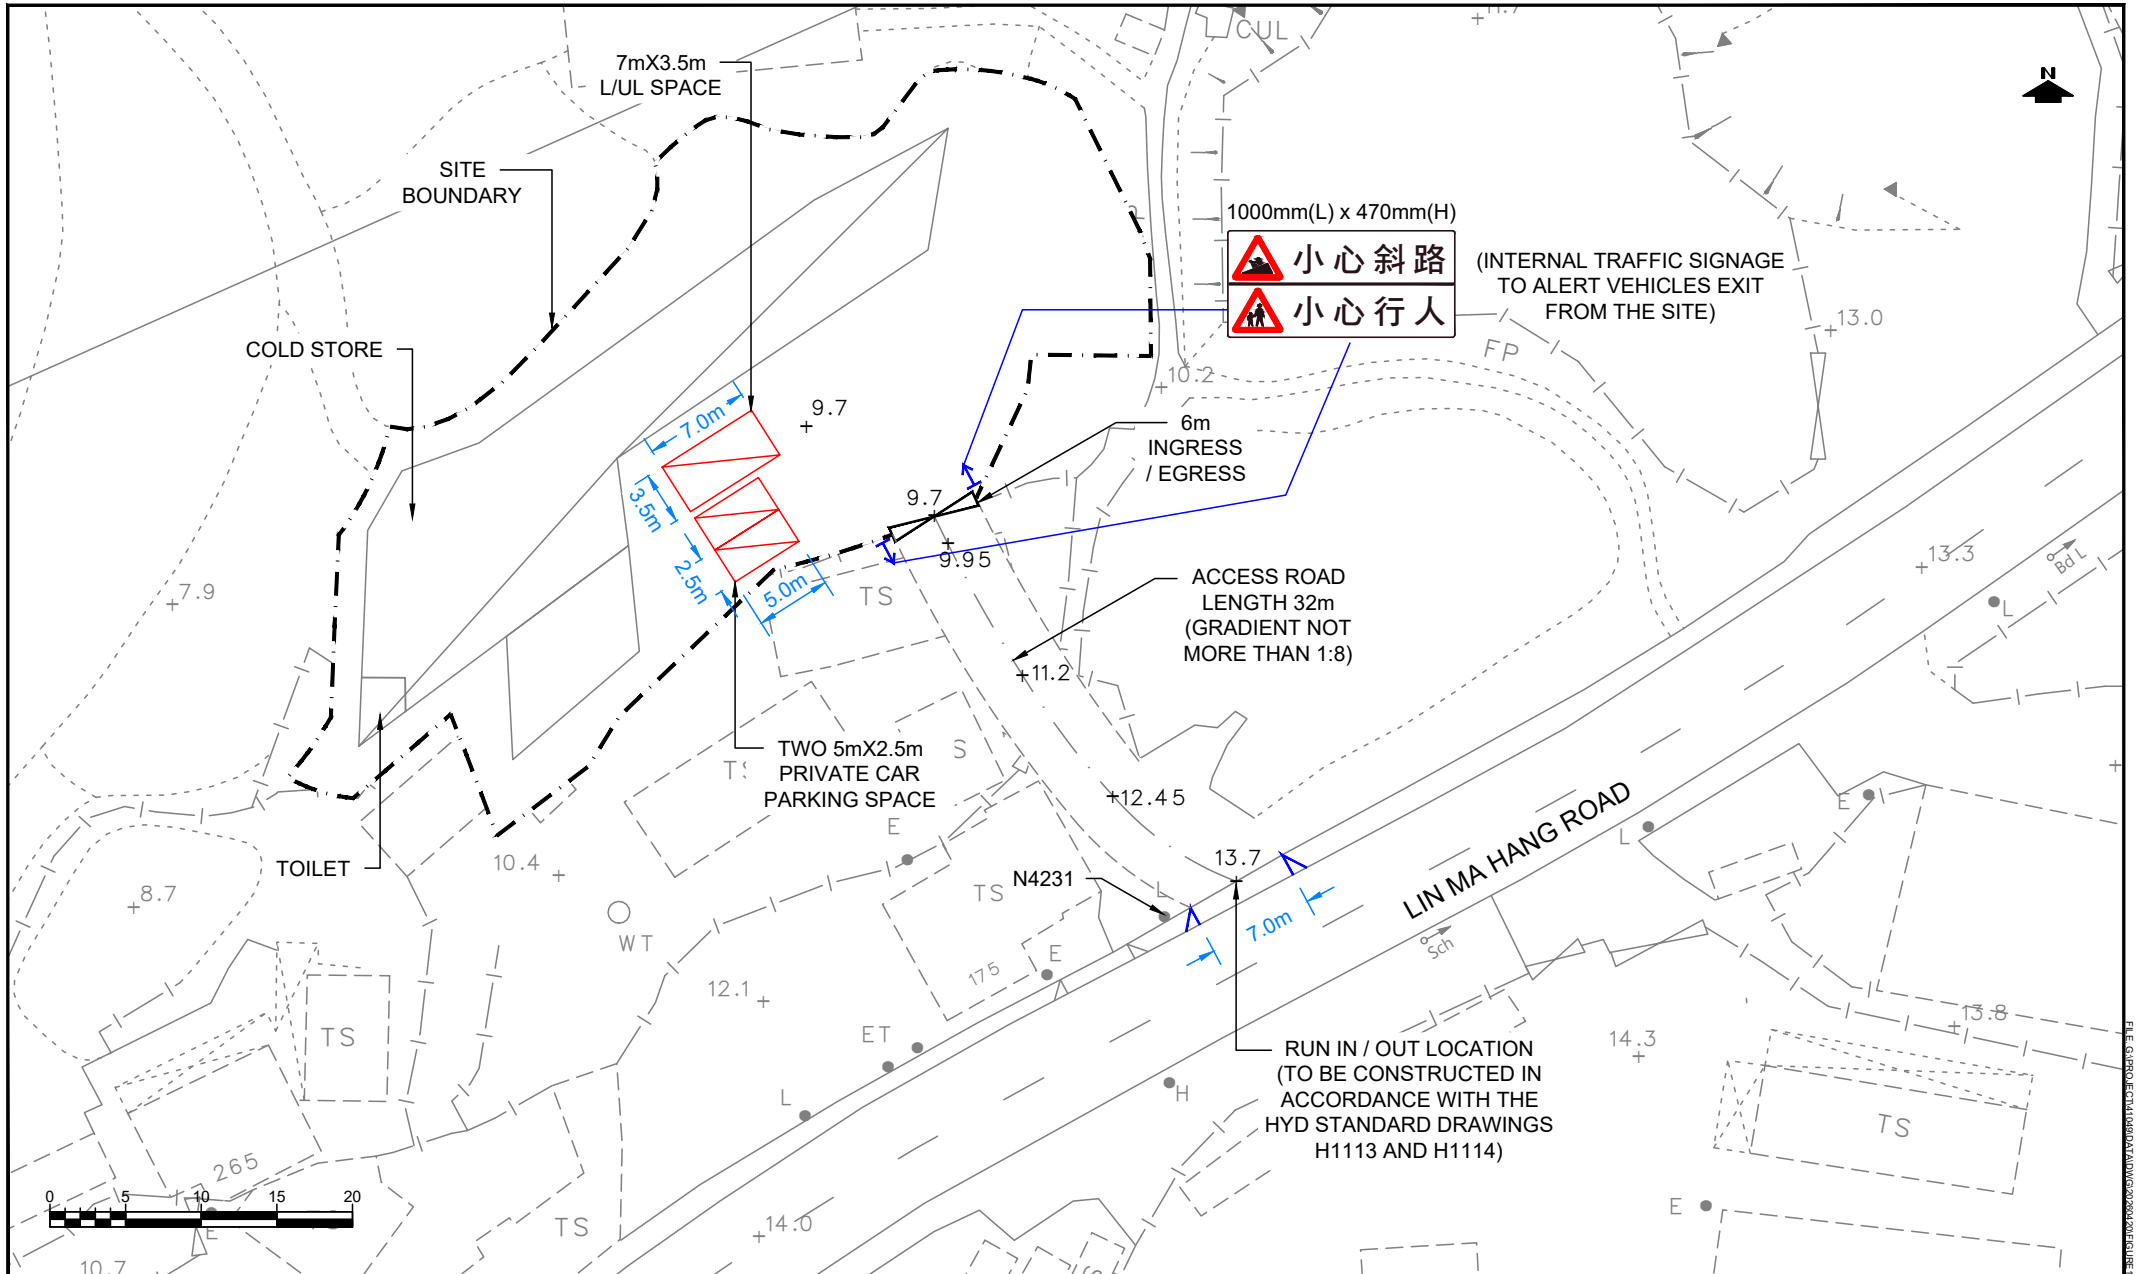 CUL
11.7
7mX3.5m
L/UL SPACE
N
SITE
BOUNDARY
1000mm(L) x 470mm(H)
小心斜路
小心行人
(INTERNAL TRAFFIC SIGNAGE
TO ALERT VEHICLES EXIT
FROM THE SITE)
13.0
FP
COLD STORE
10.2
7.0m
9.7
6m
INGRESS
/ EGRESS
3.5m
9.7
9.95
2.5m
5.0m
TS
7.9
13.3
Bd L
L
ACCESS ROAD
LENGTH 32m
(GRADIENT NOT
MORE THAN 1:8)
11.2
TWO 5mX2.5m
PRIVATE CAR
PARKING SPACE
S
12.45
E
LIN MA HANG ROAD
E
L
10.4
TOILET
13.7
N4231
L
TS
8.7
7.0m
WT
Sch
E
175
12.1
13.8
TS
ET
14.3
RUN IN / OUT LOCATION
(TO BE CONSTRUCTED IN
ACCORDANCE WITH THE
HYD STANDARD DRAWINGS
H1113 AND H1114)
H
L
TS
265
0 5 10 15 20
E
TS
14.0
E
10.7